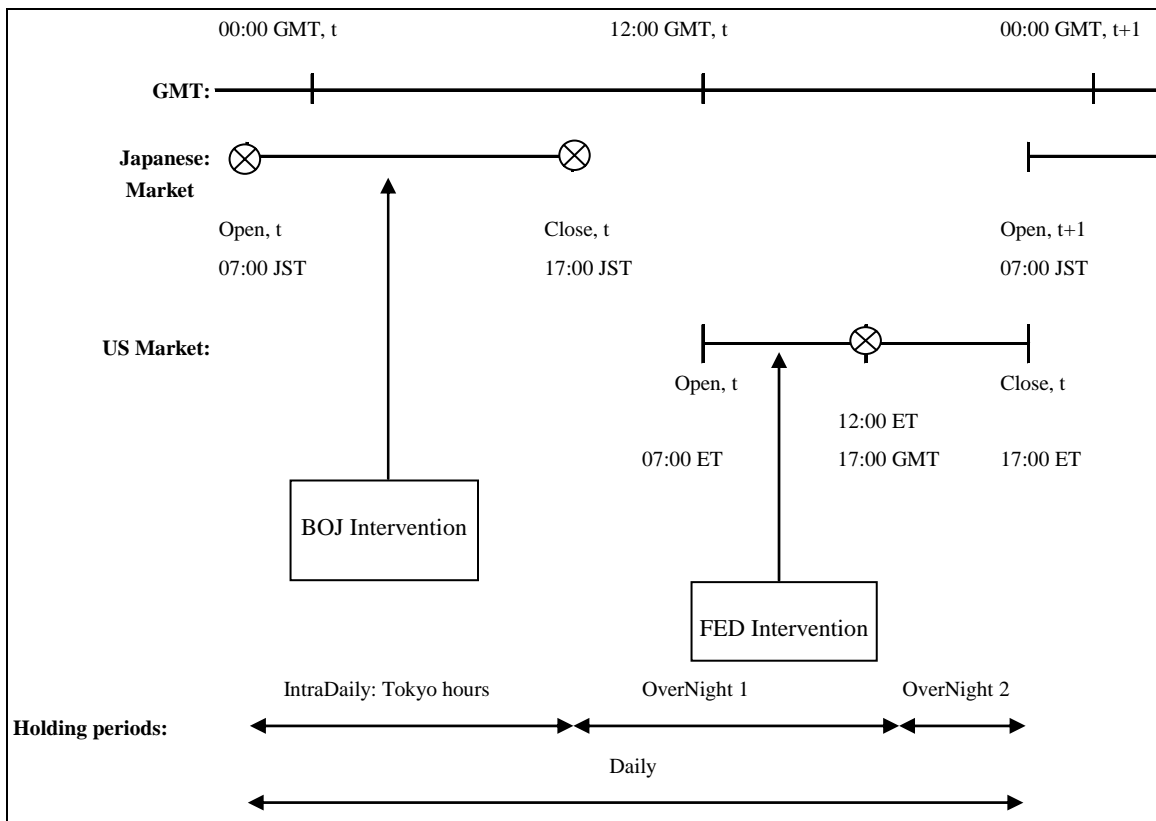 00:00 GMT, t 12:00 GMT, t 00:00 GMT, t+1
GMT:
Japanese:
Market
Open, t Close, t Open, t+1
07:00 JST 17:00 JST 07:00 JST
US Market:
Open, t Close, t
12:00 ET
07:00 ET 17:00 GMT 17:00 ET
BOJ Intervention
FED Intervention
IntraDaily: Tokyo hours OverNight 1 OverNight 2
Holding periods:
Daily